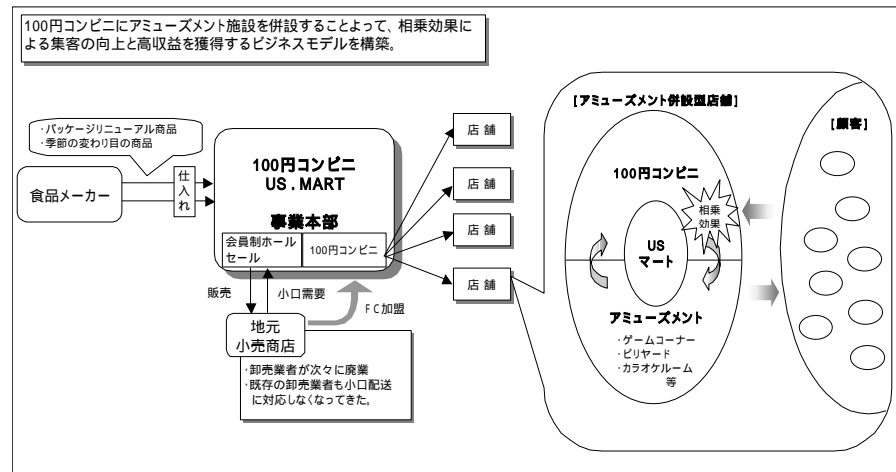 100円コンビニにアミューズメント施設を併設することよって、相乗効果に
よる集客の向上と高収益を獲得するビジネスモデルを構築。
・パッケージリニューアル商品
・季節の変わり目の商品
食品メーカー
仕
入
れ
100円コンビニ
US.MART
事業本部
会員制ホール
セール
100円コンビニ
販売
小口需要
FC加盟
地元
小売商店
・卸売業者が次々に廃業
・既存の卸売業者も小口配送
に対応しなくなってきた。
店 舗
店 舗
店 舗
店 舗
[アミューズメント併設型店舗]
100円コンビニ
相乗
効果
US
マート
アミューズメント
・ゲームコーナー
・ビリヤード
・カラオケルーム
等
[顧客]